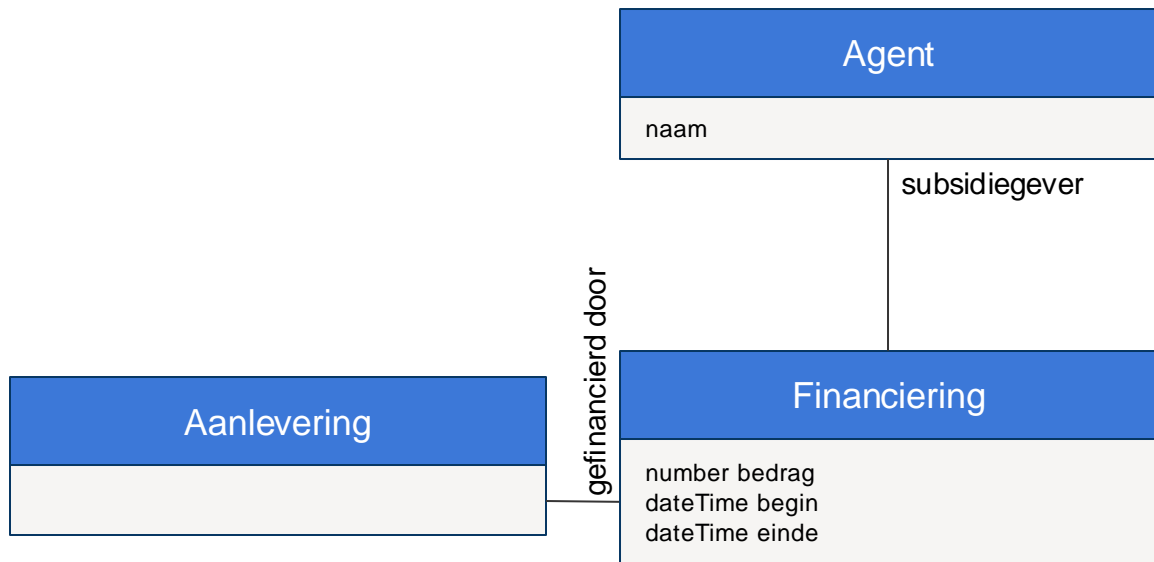 Agent
naam
subsidiegever
gefinancierd door
Aanlevering
Financiering
number bedrag
dateTime begin
dateTime einde